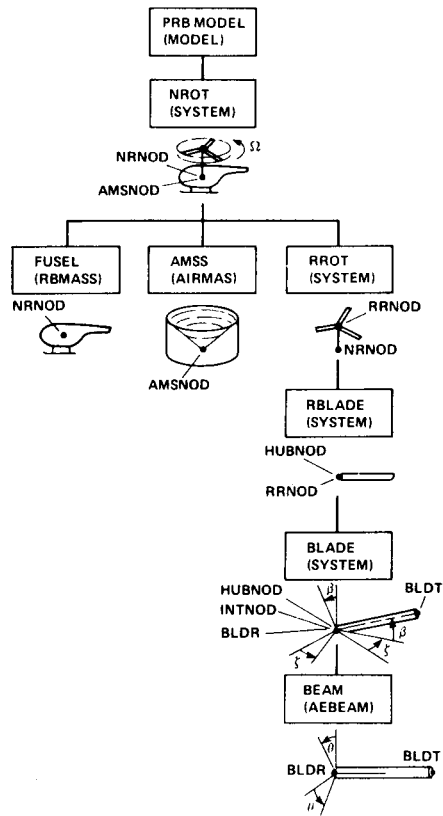 PRB MODEL
(MODEL)
NROT
(SYSTEM)
Ω
NRNOD
AMSNOD
FUSEL
(RBMASS)
AMSS
(AIRMAS)
RROT
(SYSTEM)
NRNOD
AMSNOD
RRNOD
NRNOD
RBLADE
(SYSTEM)
HUBNOD
RRNOD
BLADE
(SYSTEM)
HUBNOD
INTNOD
BLDR
β
BLDT
β
ζ
ζ
BEAM
(AEBEAM)
θ
BLDR
BLDT